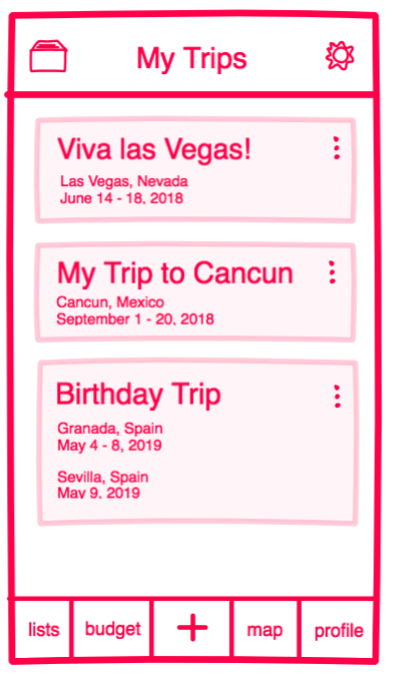 My Trips
Viva las Vegas!
Las Vegas, Nevada
June 14 - 18, 2018
My Trip to Cancun
Cancun, Mexico
September 1 - 20, 2018
Birthday Trip
Granada, Spain
May 4 - 8, 2019
Sevilla, Spain
May 9, 2019
lists budget + map profile